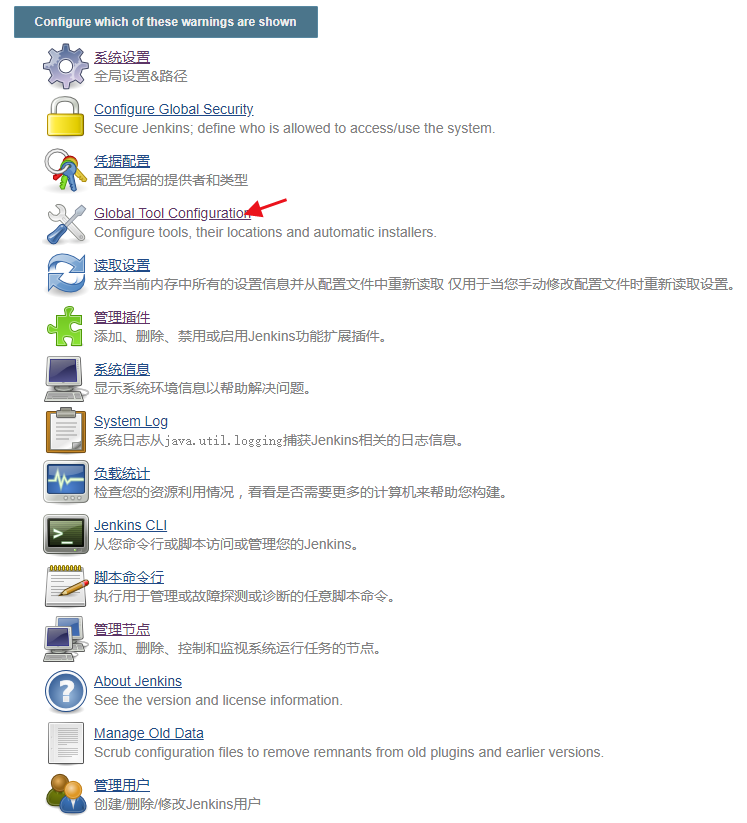 Configure which of these warnings are shown
系统设置
全局设置&路径
Configure Global Security
Secure Jenkins; define who is allowed to access/use the system.
凭据配置
配置凭据的提供者和类型
Global Tool Configuration
Configure tools, their locations and automatic installers.
读取设置
放弃当前内存中所有的设置信息并从配置文件中重新读取 仅用于当您手动修改配置文件时重新读取设置。
管理插件
添加、删除、禁用或启用Jenkins功能扩展插件。
系统信息
显示系统环境信息以帮助解决问题。
System Log
系统日志从java.util.logging捕获Jenkins相关的日志信息。
负载统计
检查您的资源利用情况，看看是否需要更多的计算机来帮助您构建。
Jenkins CLI
从您命令行或脚本访问或管理您的Jenkins。
脚本命令行
执行用于管理或故障探测或诊断的任意脚本命令。
管理节点
添加、删除、控制和监视系统运行任务的节点。
About Jenkins
See the version and license information.
Manage Old Data
Scrub configuration files to remove remnants from old plugins and earlier versions.
管理用户
创建/删除/修改Jenkins用户